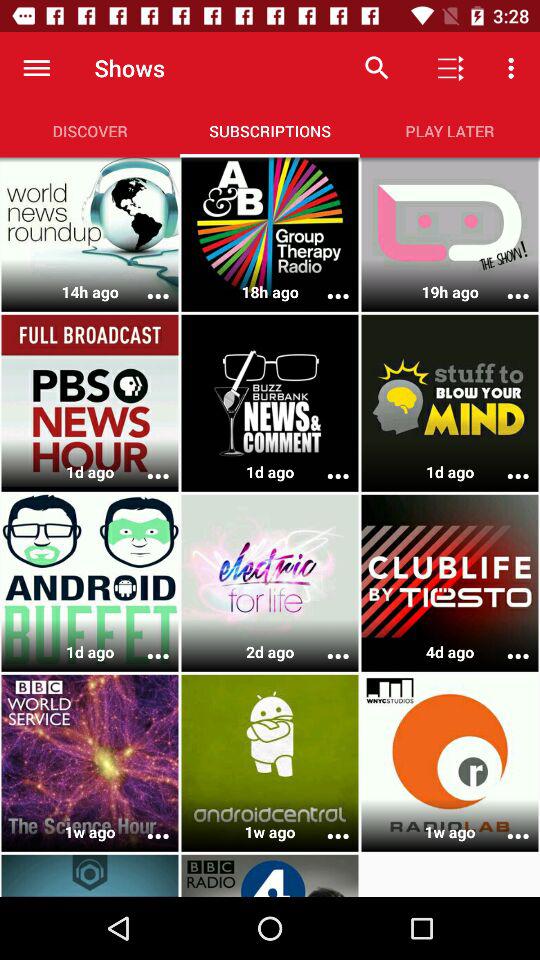 3:28
Shows
DISCOVER
SUBSCRIPTIONS
PLAY LATER
world
news
roundup
14h ago
A
&B
Group
Therapy
Radio
18h ago
THE SHOW!
19h ago
FULL BROADCAST
PBS
NEWS
HOUR
1d ago
BUZZ
BURBANK
NEWS&
COMMENT
1d ago
stuff to
BLOW YOUR
MIND
1d ago
ANDROID
BUFFET
1d ago
electric
for life
2d ago
CLUBLIFE
BY TIËSTO
4d ago
BBC
WORLD
SERVICE
The Science Hour
1w ago
androidcentral
1w ago
WNYCSTUDIOS
r
RADIOLAB
1w ago
BBC
RADIO
4